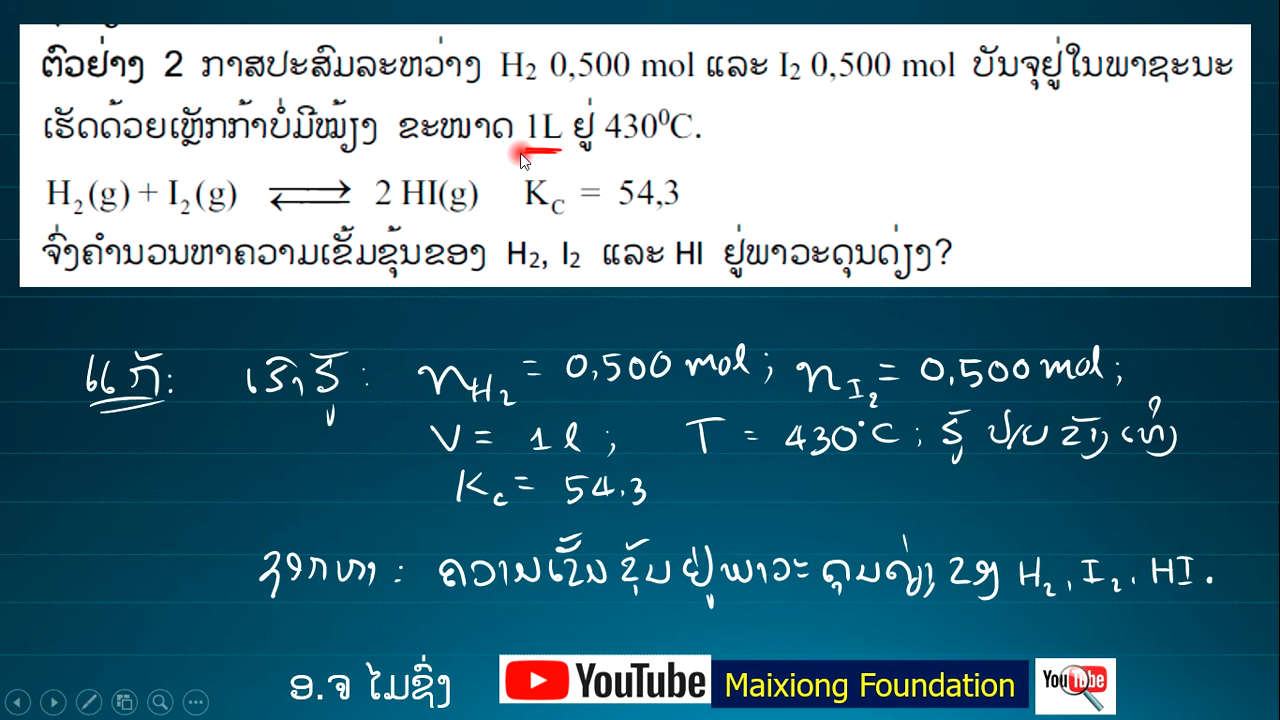 ຕົວຢ່າງ 2 ກາສປະສົມລະຫວ່າງ H₂ 0,500 mol ແລະ I₂ 0,500 mol ບັນຈຸຢູ່ໃນພາຊະນະ
ເຮັດດ້ວຍເຫຼັກກ້າບໍ່ມີໝ້ຽງ ຂະໜາດ 1L ຢູ່ 430⁰C.
H₂(g) + I₂(g) ⇌ 2 HI(g) K_C = 54,3
ຈົ່ງຄຳນວນຫາຄວາມເຂັ້ມຊຸ້ນຂອງ H₂, I₂ ແລະ HI ຢູ່ພາວະດຸນດ່ຽງ?
ແກ້: ເຮົາຮູ້: n_H₂ = 0,500 mol; n_I₂ = 0,500 mol;
V = 1 l; T = 430°C; ຮູ້
K_c = 54.3
ຊອກຫາ: ຄວາມເຂັ້ມຂຸ້ນຢູ່ພາວະດຸນດ່ຽງຂອງ H₂, I₂, HI.
ອ.ຈ ໄມຊົ່ງ YouTube Maixiong Foundation YouTube